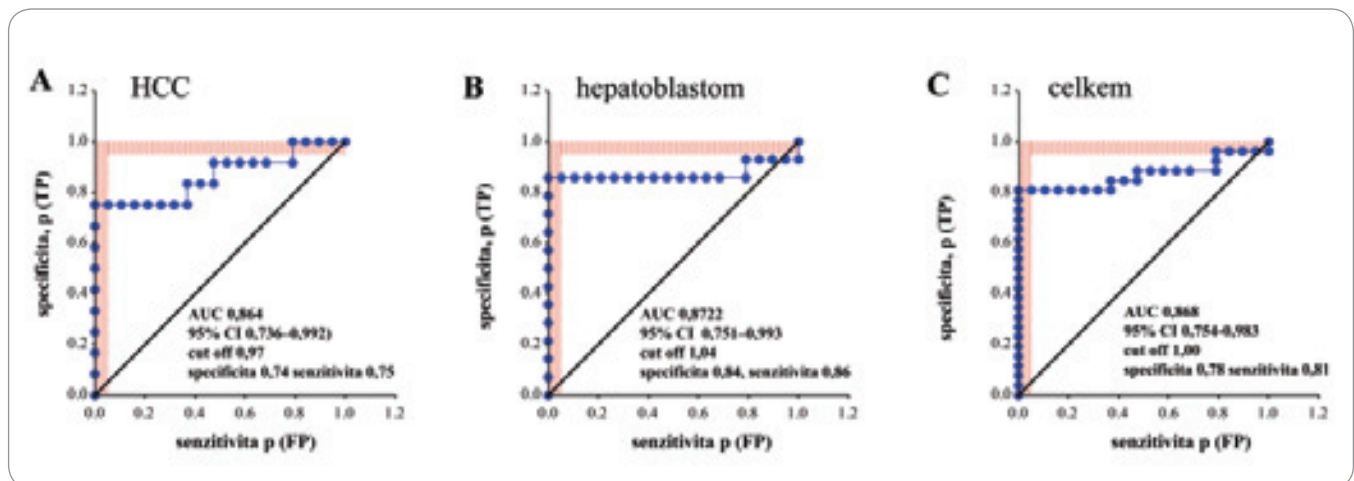 A HCC
1.2
1.0
0.8
0.6
0.4
0.2
0.0
specificita, p (TP)
AUC 0,864
95% CI 0,736–0,992)
cut off 0,97
specificita 0,74 senzitivita 0,75
0.0 0.2 0.4 0.6 0.8 1.0 1.2
senzitivita p (FP)
B hepatoblastom
1.2
1.0
0.8
0.6
0.4
0.2
0.0
specificita, p (TP)
AUC 0,8722
95% CI 0,751–0,993
cut off 1,04
specificita 0,84, senzitivita 0,86
0.0 0.2 0.4 0.6 0.8 1.0 1.2
senzitivita p (FP)
C celkem
1.2
1.0
0.8
0.6
0.4
0.2
0.0
specificita, p (TP)
AUC 0,868
95% CI 0,754-0,983
cut off 1,00
specificita 0,78 senzitivita 0,81
0.0 0.2 0.4 0.6 0.8 1.0 1.2
senzitivita p (FP)